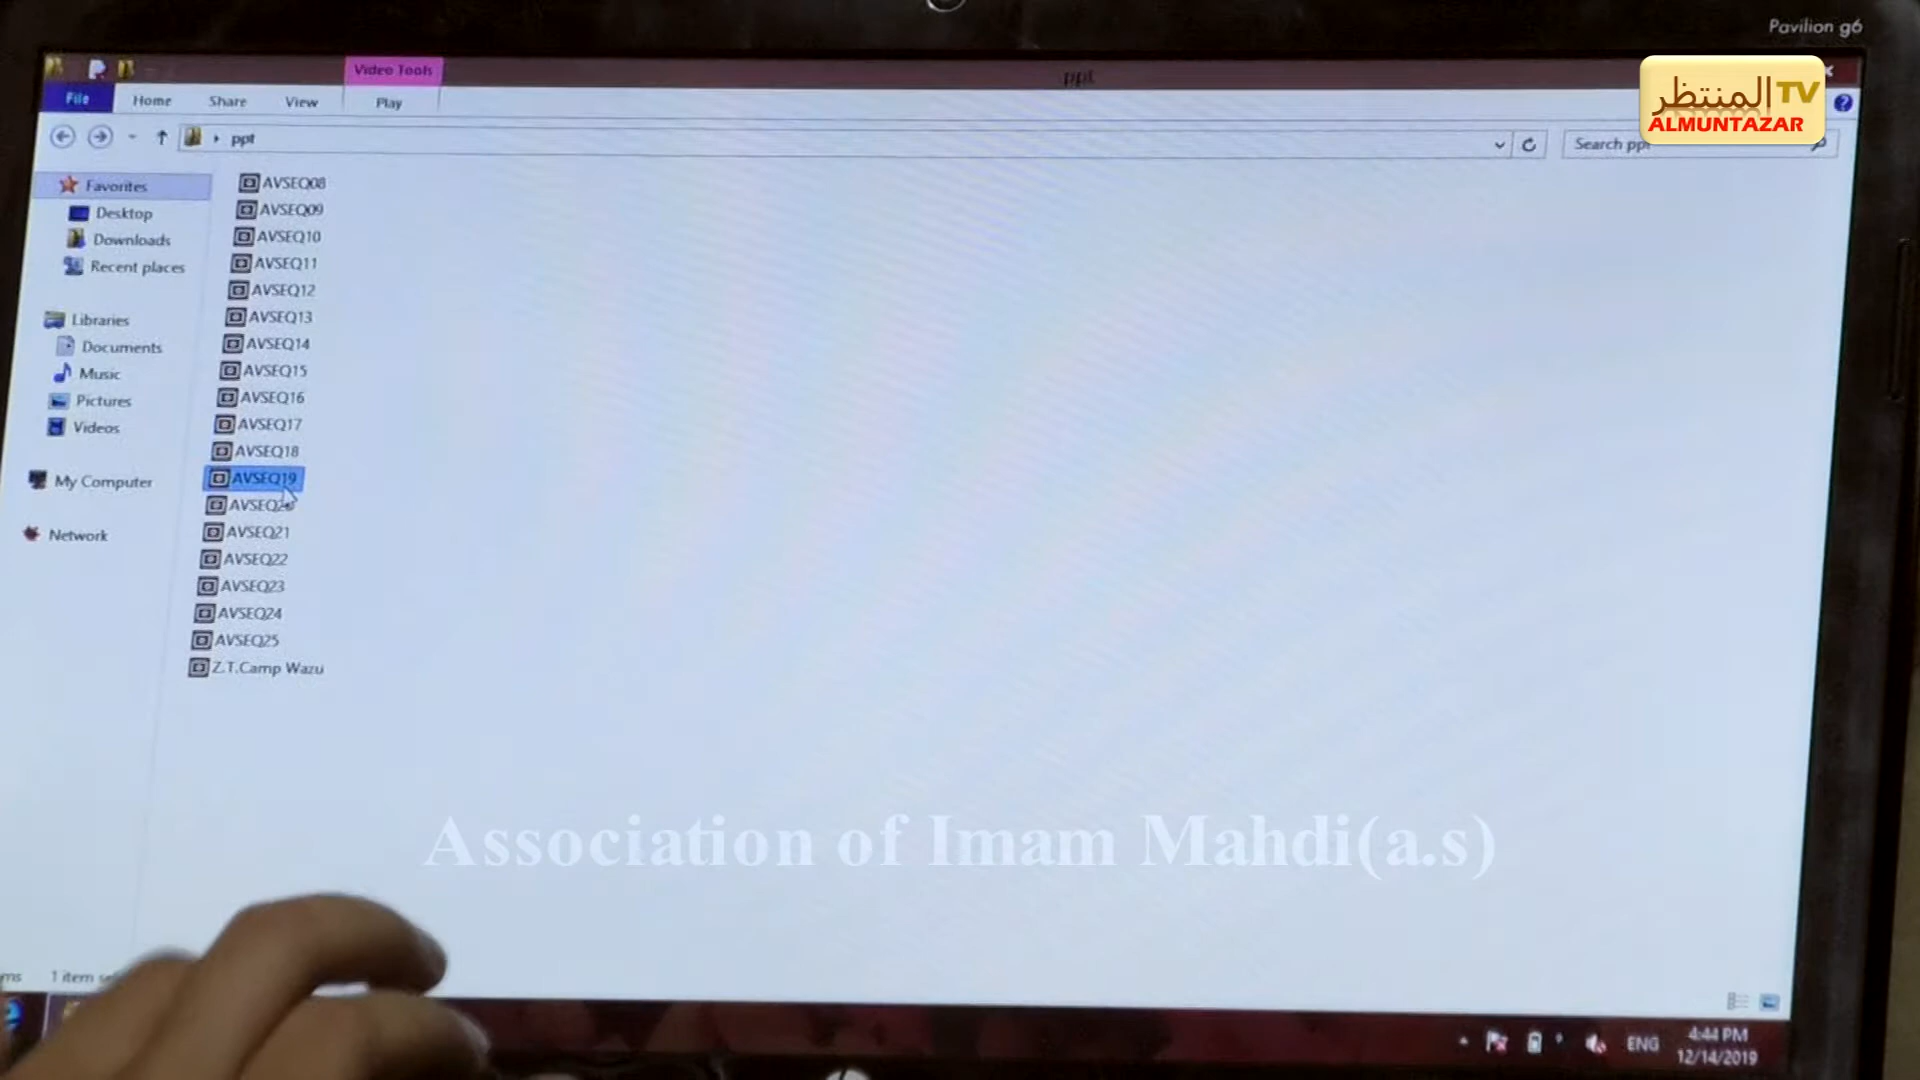 Pavilion g6
Video Tools
ppt
المنتظر TV
ALMUNTAZAR
File
Home
Share
View
Play
ppt
Search ppt
Favorites
Desktop
Downloads
Recent places
Libraries
Documents
Music
Pictures
Videos
My Computer
Network
AVSEQ08
AVSEQ09
AVSEQ10
AVSEQ11
AVSEQ12
AVSEQ13
AVSEQ14
AVSEQ15
AVSEQ16
AVSEQ17
AVSEQ18
AVSEQ19
AVSEQ20
AVSEQ21
AVSEQ22
AVSEQ23
AVSEQ24
AVSEQ25
Z.T.Camp Wazu
Association of Imam Mahdi(a.s)
1 item
ENG
4:44 PM
12/14/2019